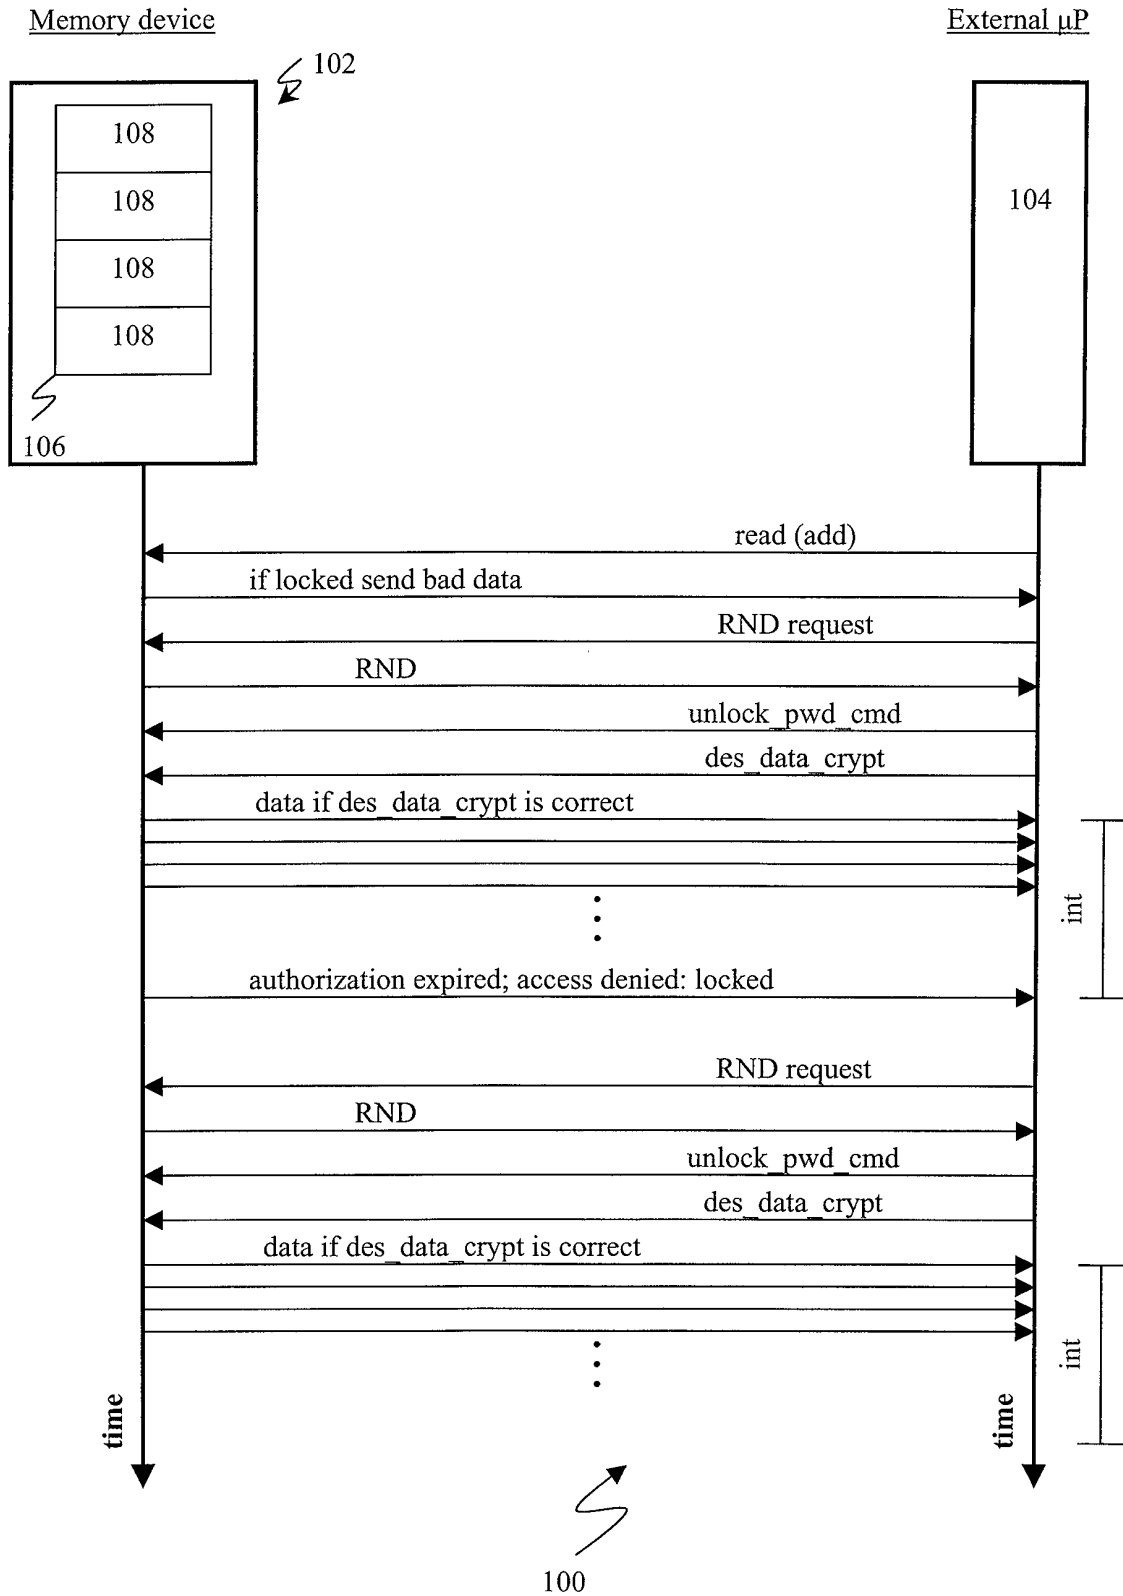 Memory device
External µP
102
108
108
108
108
104
106
read (add)
if locked send bad data
RND request
RND
unlock_pwd_cmd
des_data_crypt
data if des_data_crypt is correct
int
authorization expired; access denied: locked
RND request
RND
unlock_pwd_cmd
des_data_crypt
data if des_data_crypt is correct
int
time
time
100